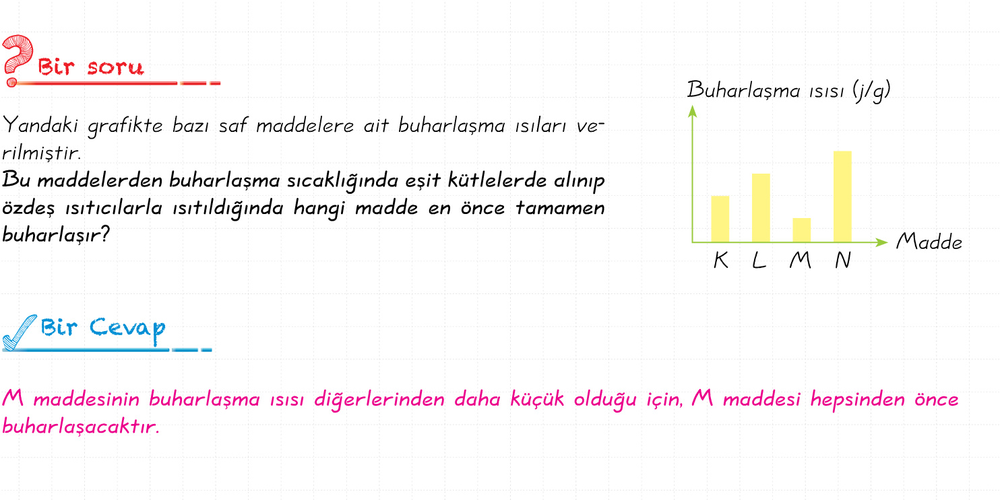 ? Bir soru
Yandaki grafikte bazı saf maddelere ait buharlaşma ısıları ve-
rilmiştir.
Bu maddelerden buharlaşma sıcaklığında eşit kütlelerde alınıp
özdeş ısıtıcılarla ısıtıldığında hangi madde en önce tamamen
buharlaşır?
Buharlaşma ısısı (j/g)
Madde
K L M N
Bir Cevap
M maddesinin buharlaşma ısısı diğerlerinden daha küçük olduğu için, M maddesi hepsinden önce
buharlaşacaktır.